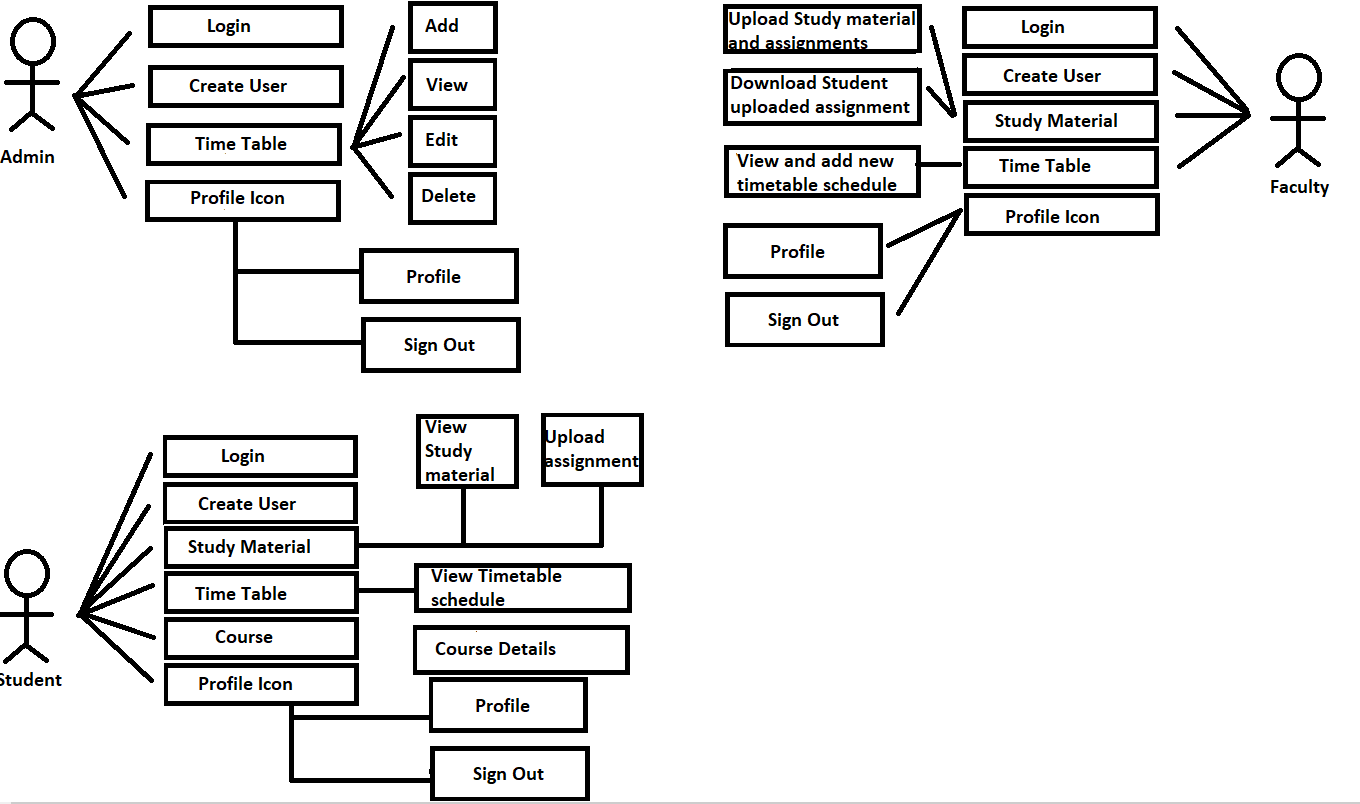 Login
Create User
Time Table
Profile Icon
Admin
Add
View
Edit
Delete
Profile
Sign Out
Upload Study material
and assignments
Download Student
uploaded assignment
View and add new
timetable schedule
Profile
Sign Out
Login
Create User
Study Material
Time Table
Profile Icon
Faculty
Login
Create User
Study Material
Time Table
Course
Profile Icon
Student
View
Study
material
Upload
assignment
View Timetable
schedule
Course Details
Profile
Sign Out